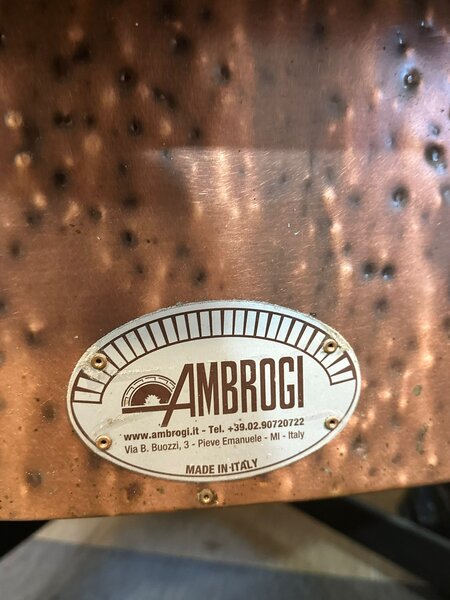 AMBROGI
www.ambrogi.it - Tel. +39.02.90720722
Via B. Buozzi, 3 - Pieve Emanuele - MI - Italy
MADE IN ITALY